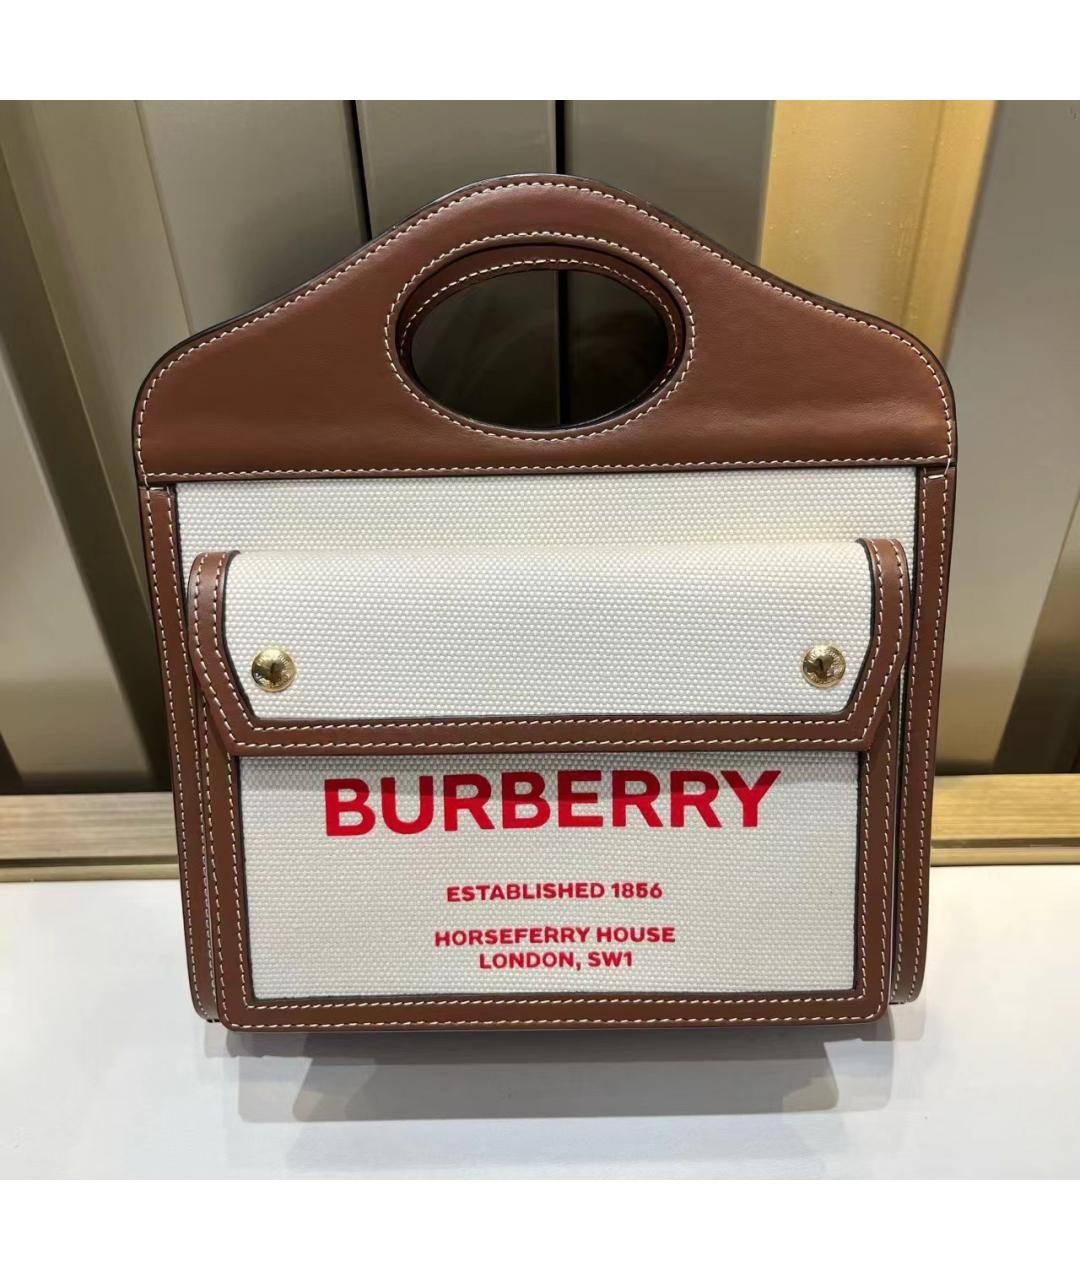 BURBERRY
ESTABLISHED 1856
HORSEFERRY HOUSE
LONDON, SW1